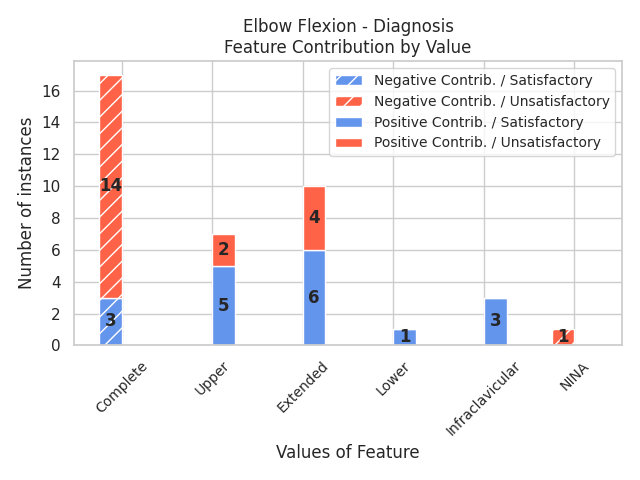 Elbow Flexion - Diagnosis
Feature Contribution by Value
Negative Contrib. / Satisfactory
Negative Contrib. / Unsatisfactory
Positive Contrib. / Satisfactory
Positive Contrib. / Unsatisfactory
Number of instances
16
14
12
10
8
6
4
2
0
14
3
2
5
4
6
1
3
1
Complete
Upper
Extended
Lower
Infraclavicular
NINA
Values of Feature